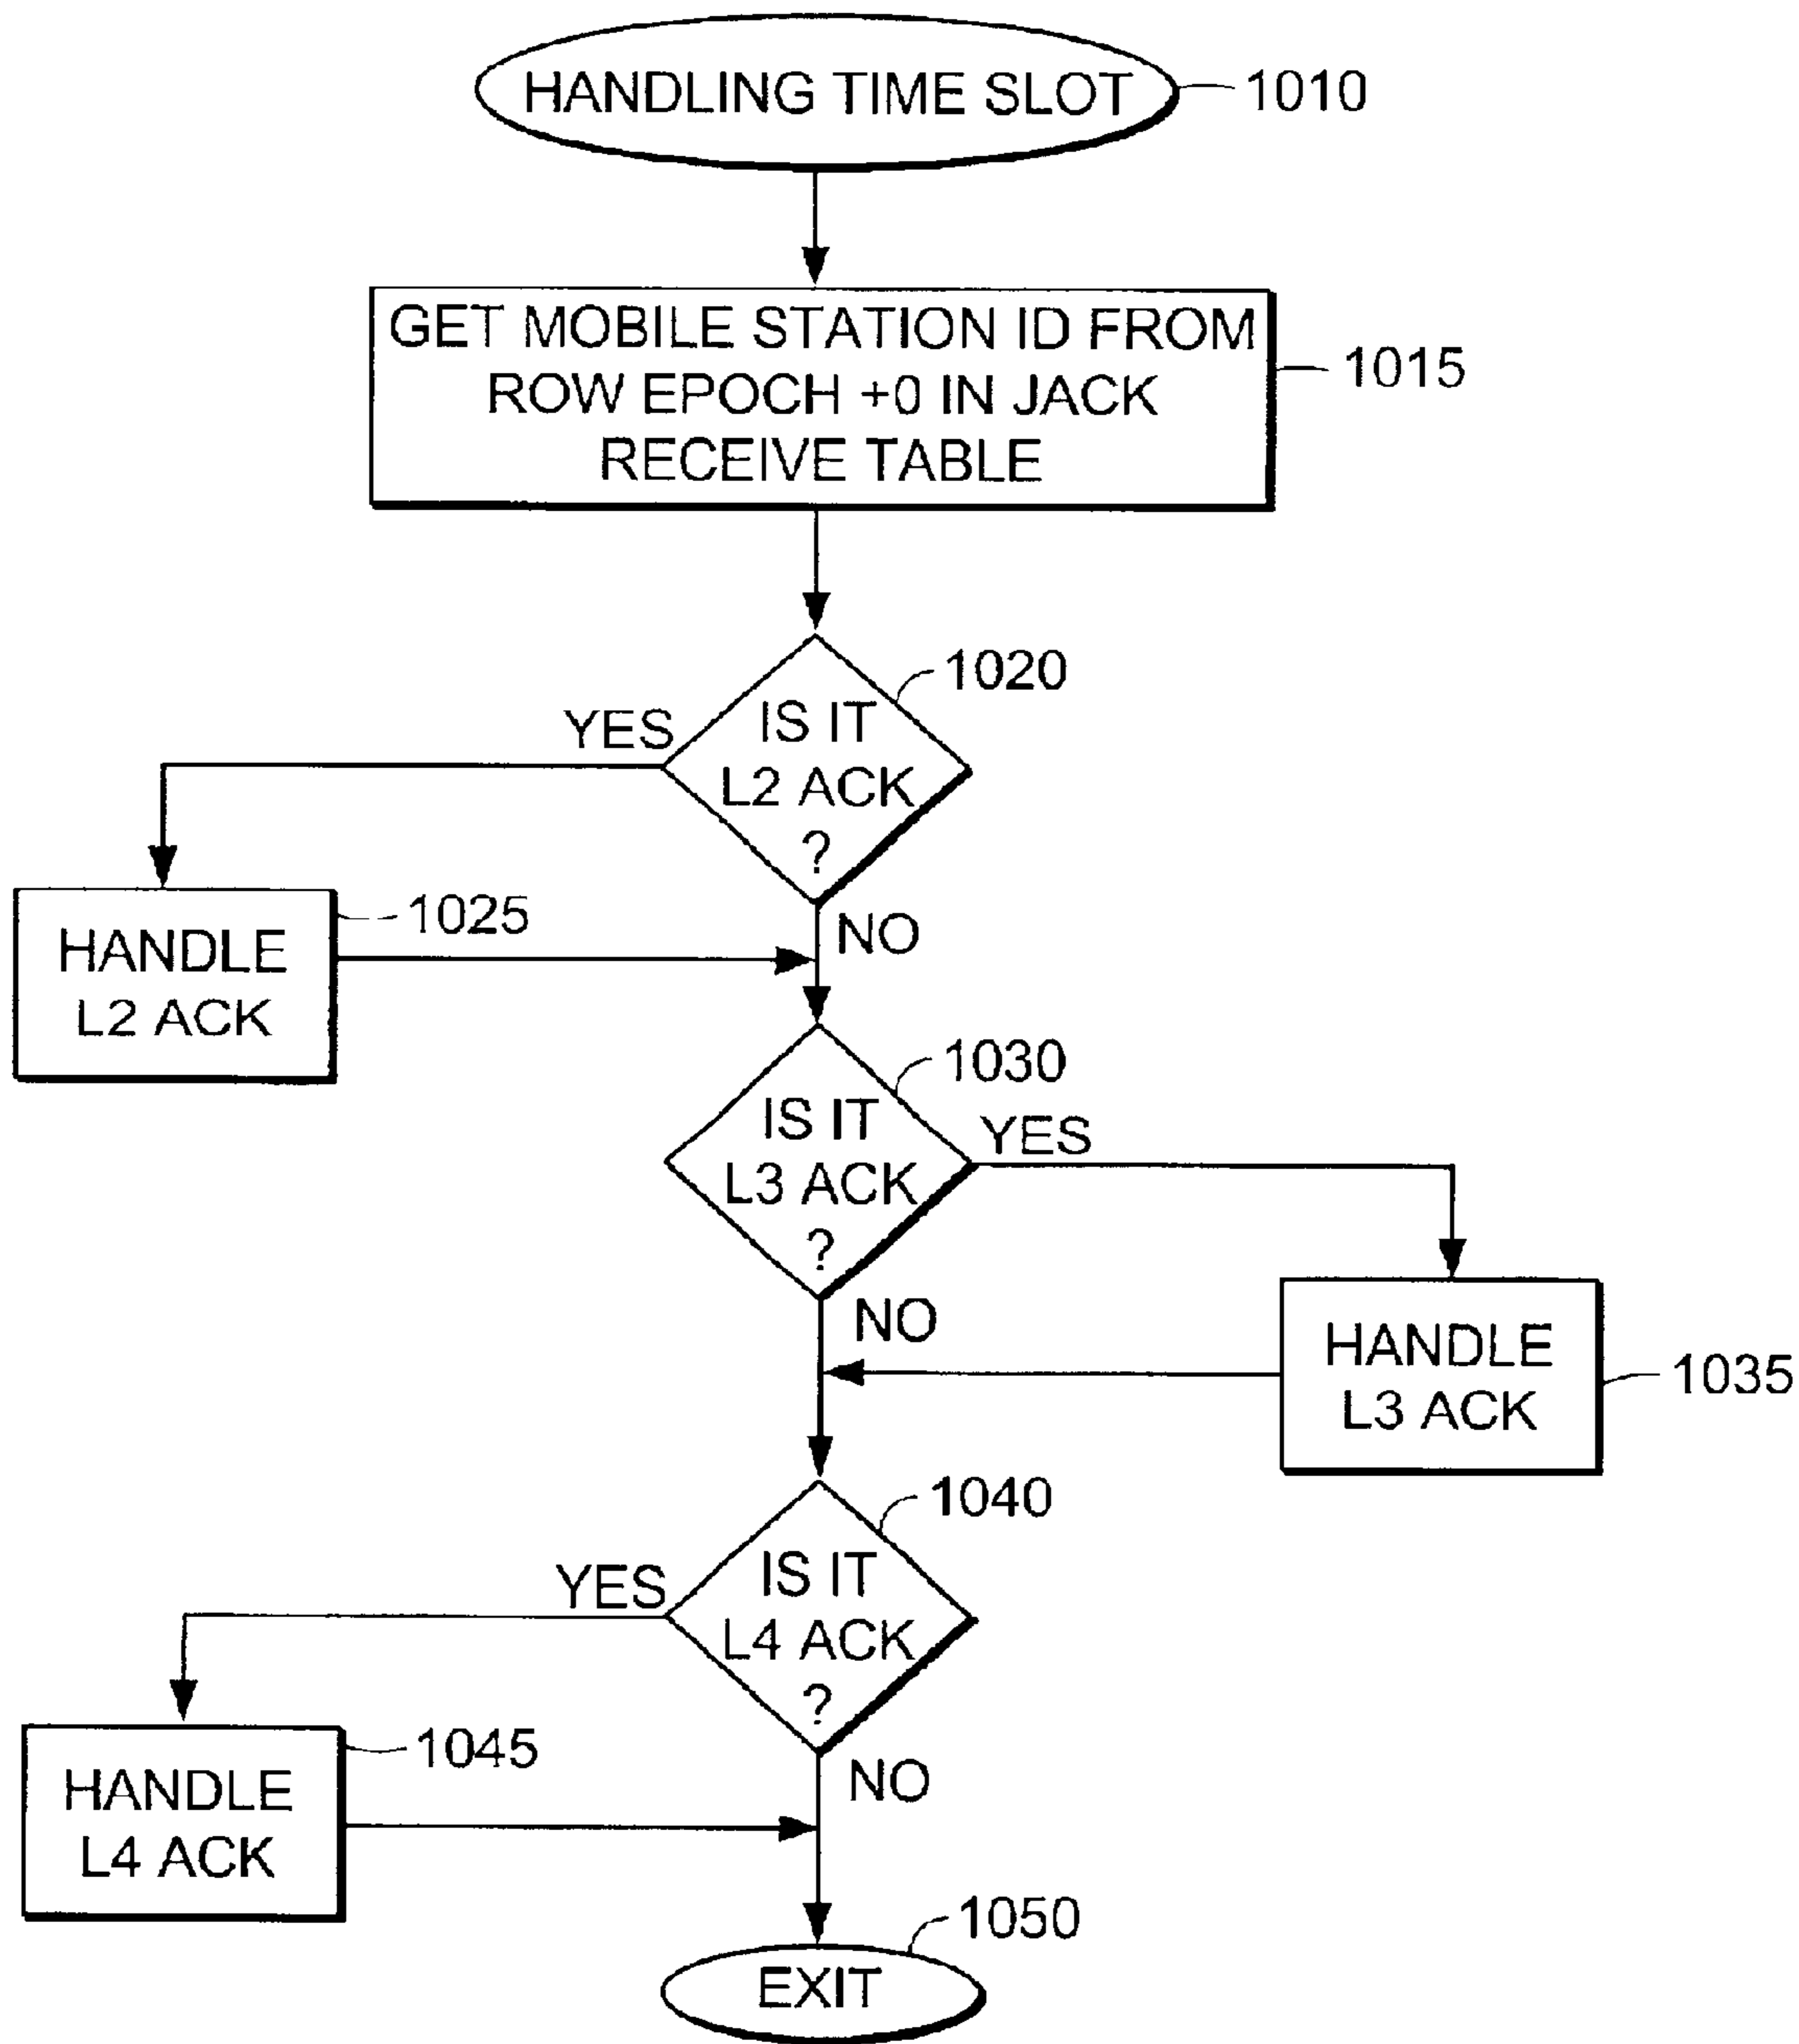 HANDLING TIME SLOT
1010
GET MOBILE STATION ID FROM
ROW EPOCH +0 IN JACK
RECEIVE TABLE
1015
1020
IS IT
L2 ACK
?
YES
NO
1025
HANDLE
L2 ACK
1030
IS IT
L3 ACK
?
YES
NO
HANDLE
L3 ACK
1035
1040
IS IT
L4 ACK
?
YES
NO
1045
HANDLE
L4 ACK
1050
EXIT